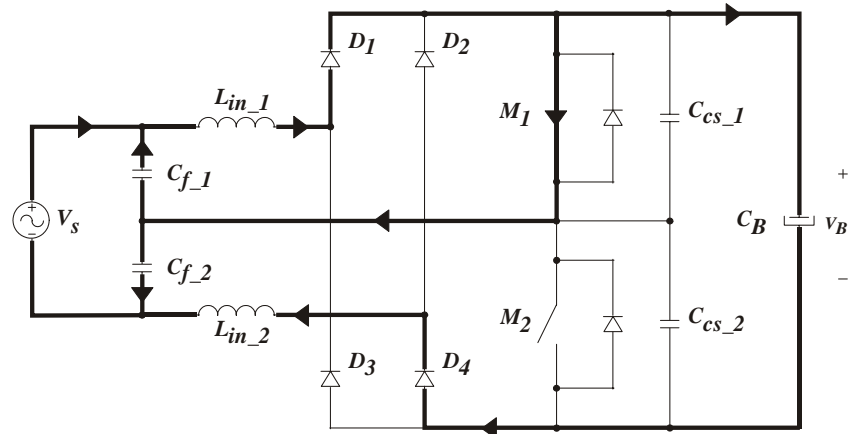 D1 D2
Lin_1
M1 Ccs_1
Cf_1
+
+
Vs CB VB
−
−
Cf_2
Lin_2 M2 Ccs_2
D3 D4